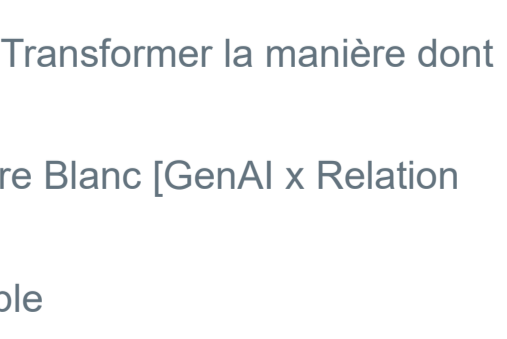 Transformer la manière dont
re Blanc [GenAI x Relation
ble